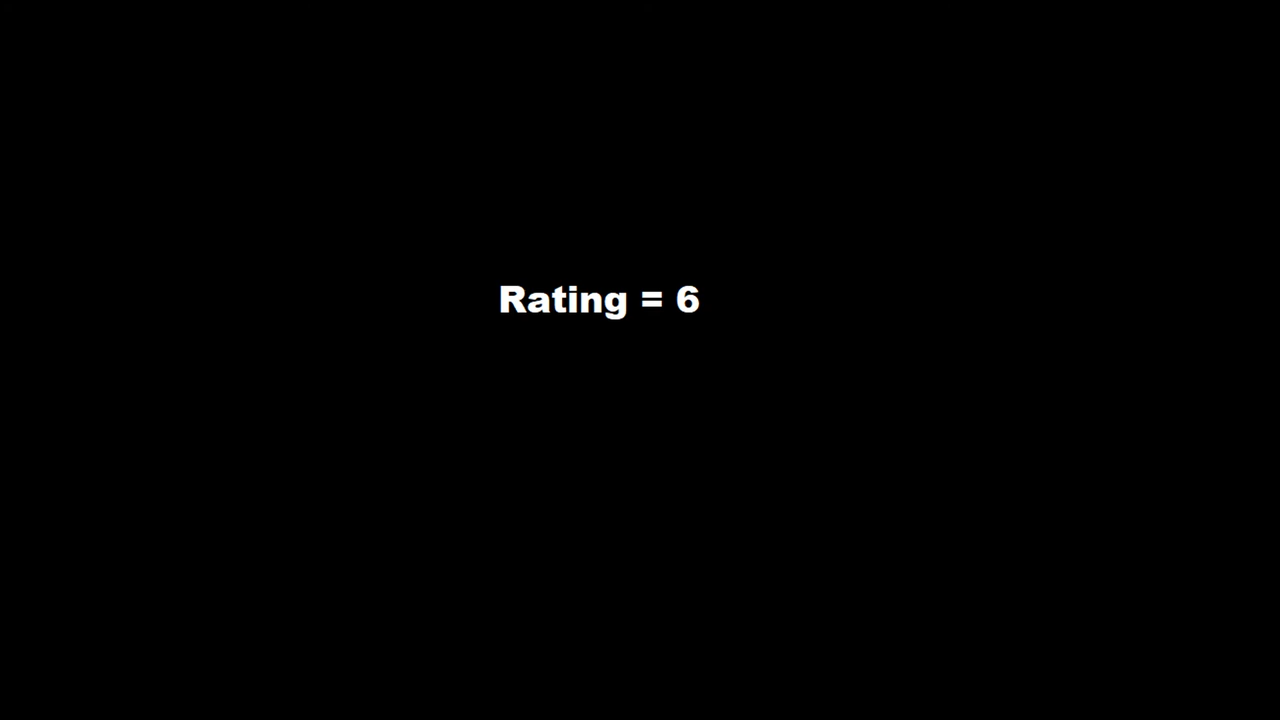 Rating = 6